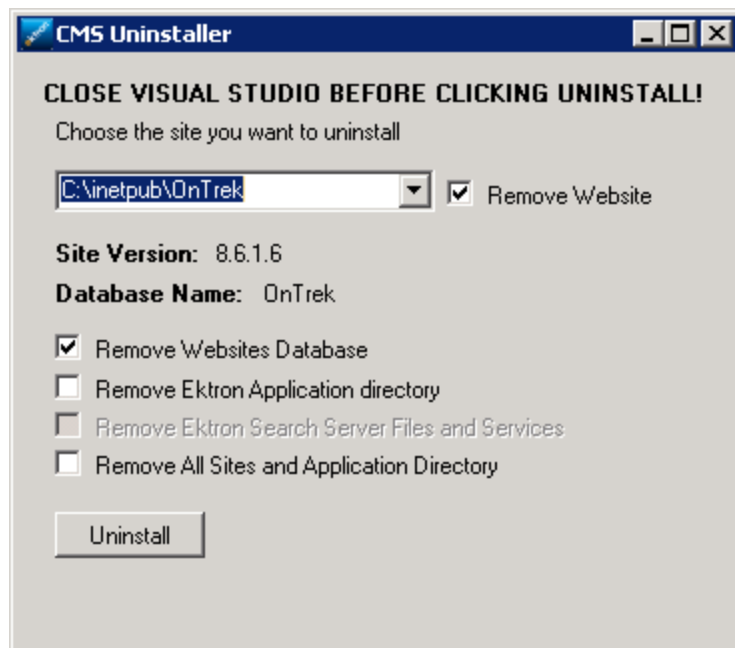 CMS Uninstaller
CLOSE VISUAL STUDIO BEFORE CLICKING UNINSTALL!
Choose the site you want to uninstall
C:\inetpub\OnTrek
Remove Website
Site Version: 8.6.1.6
Database Name: OnTrek
Remove Websites Database
Remove Ektron Application directory
Remove Ektron Search Server Files and Services
Remove All Sites and Application Directory
Uninstall